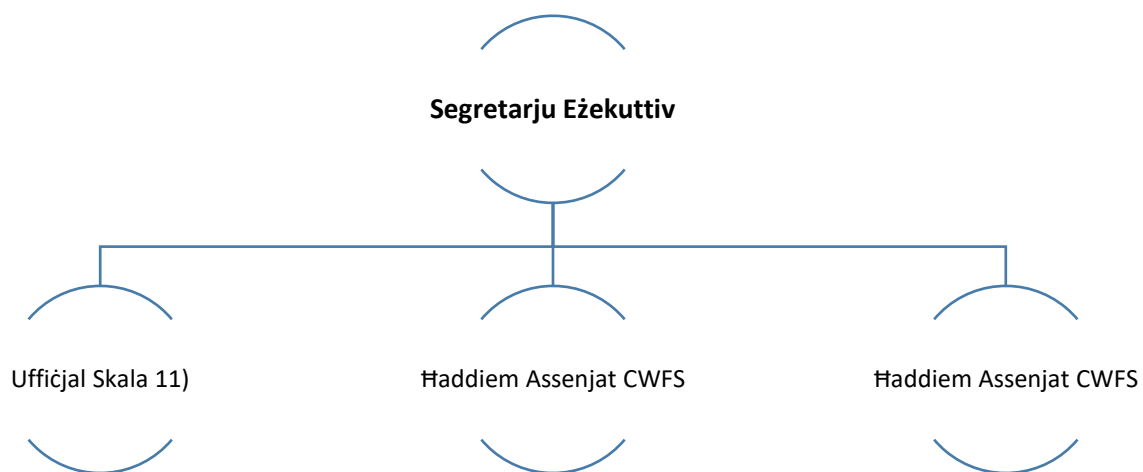 Segretarju Eżekuttiv
Uffiċjal Skala 11)
Ħaddiem Assenjat CWFS
Ħaddiem Assenjat CWFS